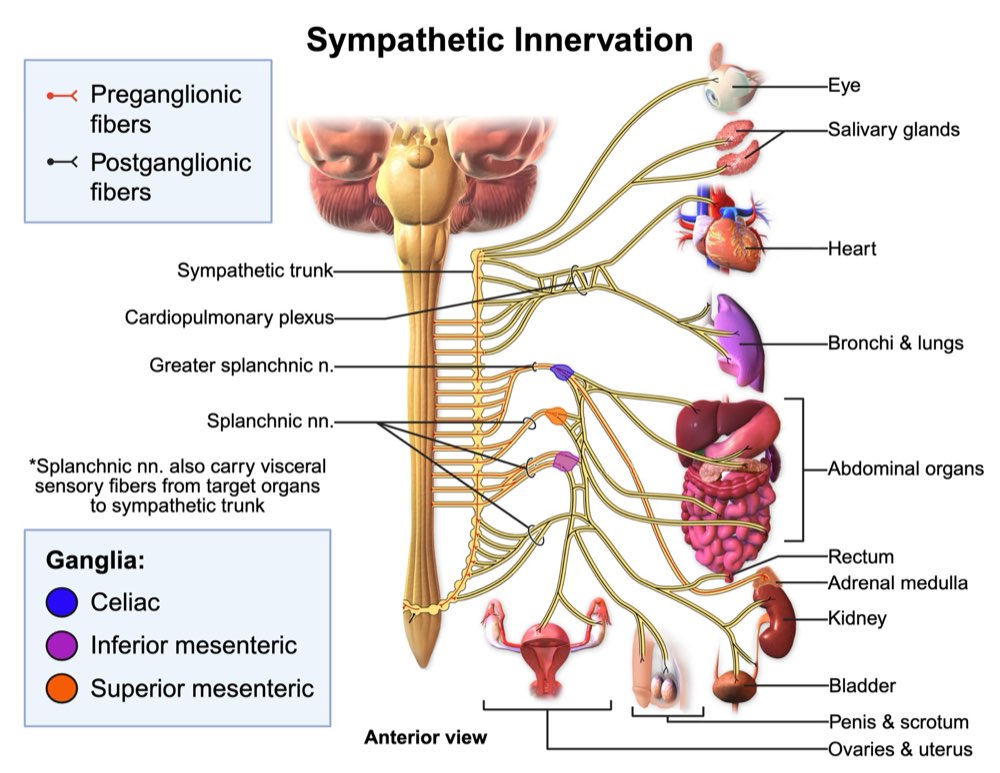 Sympathetic Innervation
Preganglionic
fibers
Postganglionic
fibers
Eye
Salivary glands
Heart
Sympathetic trunk
Cardiopulmonary plexus
Bronchi & lungs
Greater splanchnic n.
Splanchnic nn.
*Splanchnic nn. also carry visceral
sensory fibers from target organs
to sympathetic trunk
Abdominal organs
Ganglia:
Celiac
Inferior mesenteric
Superior mesenteric
Rectum
Adrenal medulla
Kidney
Bladder
Penis & scrotum
Ovaries & uterus
Anterior view